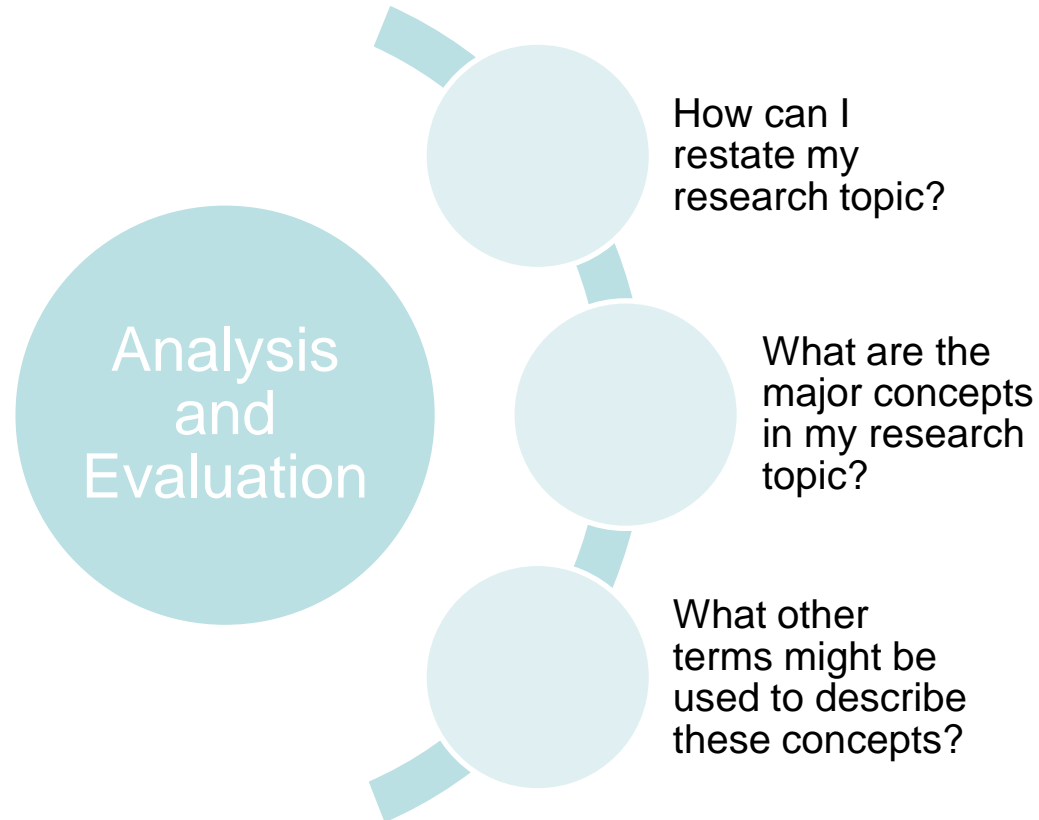 Analysis
and
Evaluation
How can I
restate my
research topic?
What are the
major concepts
in my research
topic?
What other
terms might be
used to describe
these concepts?